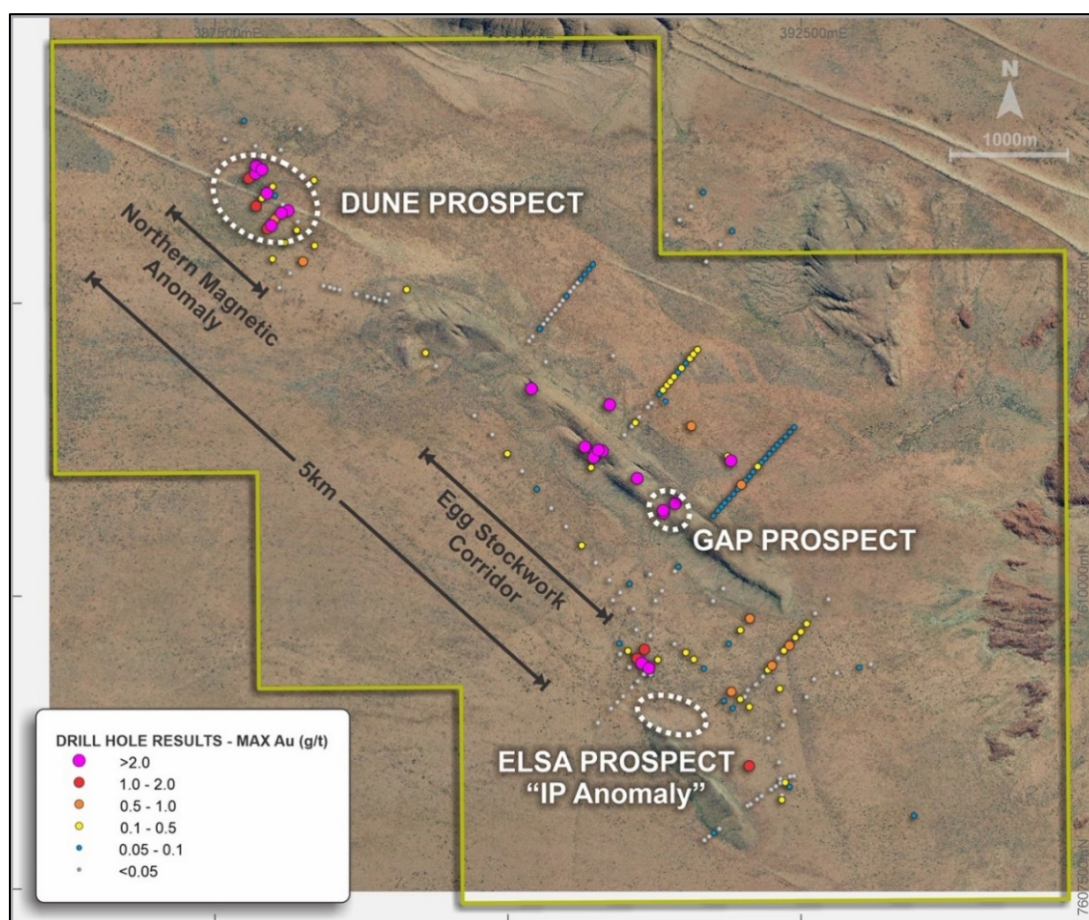 387500mE
392500mE
N
1000m
DUNE PROSPECT
Northern Magnetic
Anomaly
5km
Egg Stockwork
Corridor
GAP PROSPECT
ELSA PROSPECT
“IP Anomaly”
DRILL HOLE RESULTS - MAX Au (g/t)
>2.0
1.0 - 2.0
0.5 - 1.0
0.1 - 0.5
0.05 - 0.1
<0.05